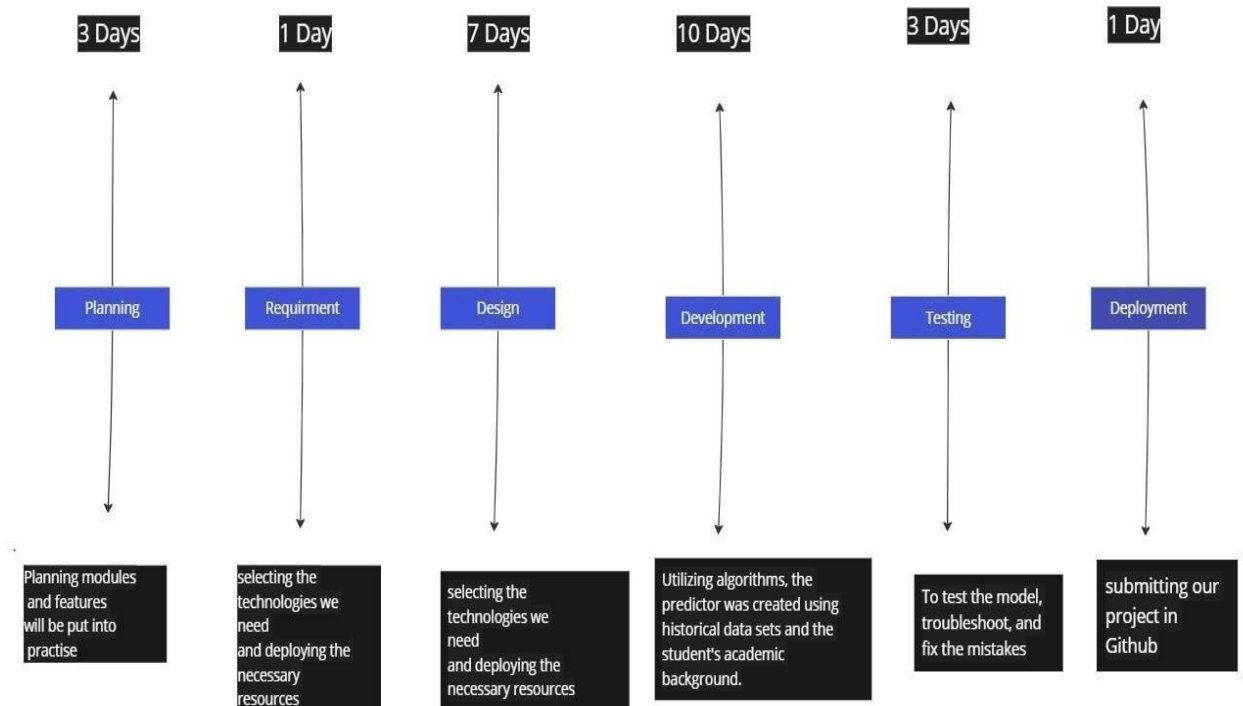 3 Days
1 Day
7 Days
10 Days
3 Days
1 Day
Planning
Requirment
Design
Development
Testing
Deployment
Planning modules
and features
will be put into
practise
selecting the
technologies we
need
and deploying the
necessary
resources
selecting the
technologies we
need
and deploying the
necessary resources
Utilizing algorithms, the
predictor was created using
historical data sets and the
student's academic
background.
To test the model,
troubleshoot, and
fix the mistakes
submitting our
project in
Github